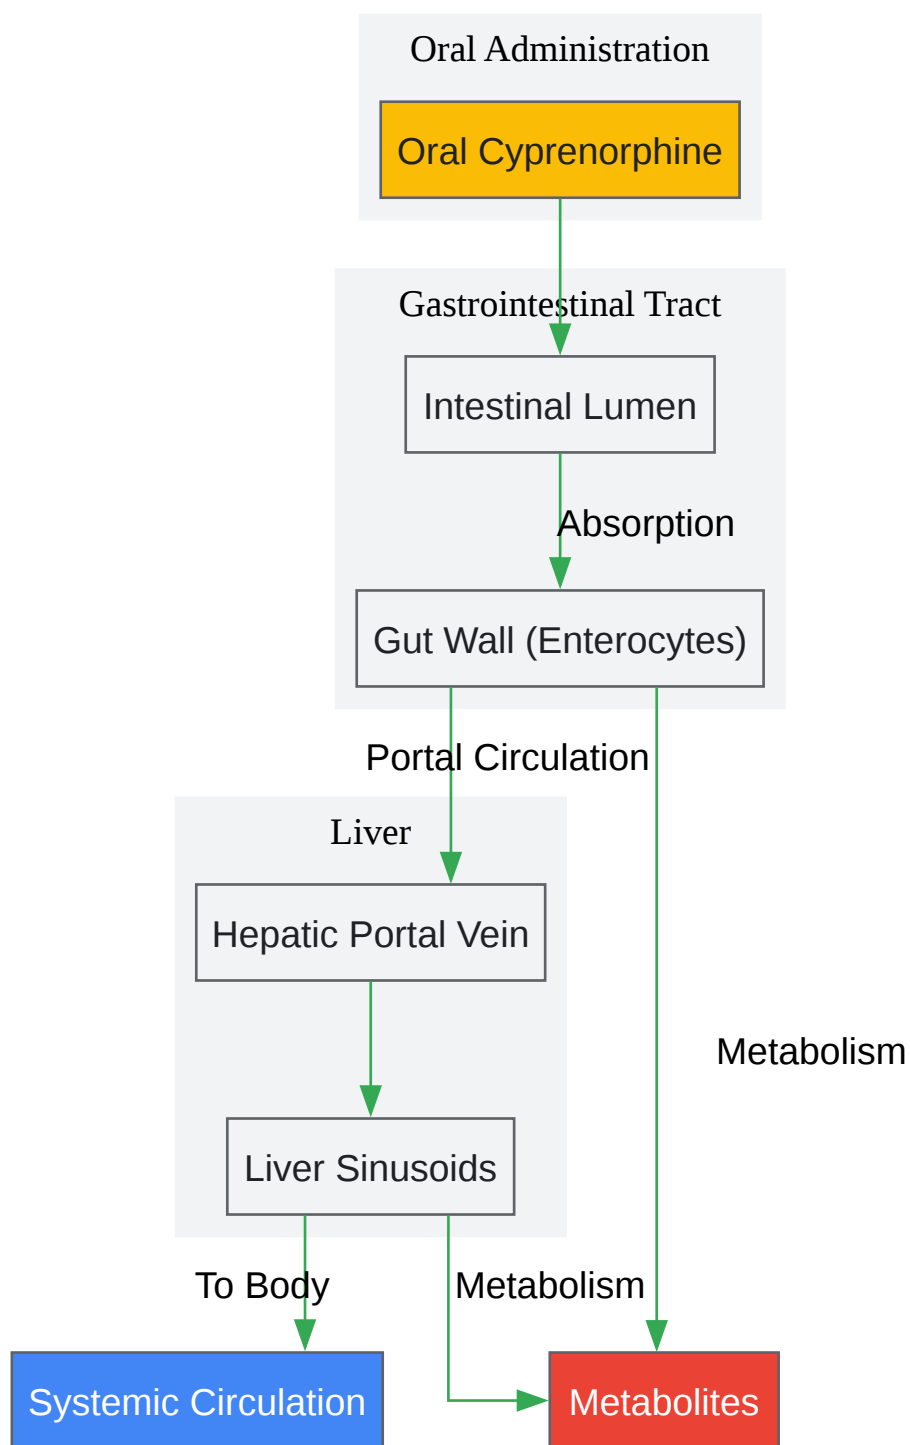 Oral Administration
Oral Cyprenorphine
Gastrointestinal Tract
Intestinal Lumen
Absorption
Gut Wall (Enterocytes)
Portal Circulation
Liver
Hepatic Portal Vein
Metabolism
Liver Sinusoids
To Body
Metabolism
Systemic Circulation
Metabolites